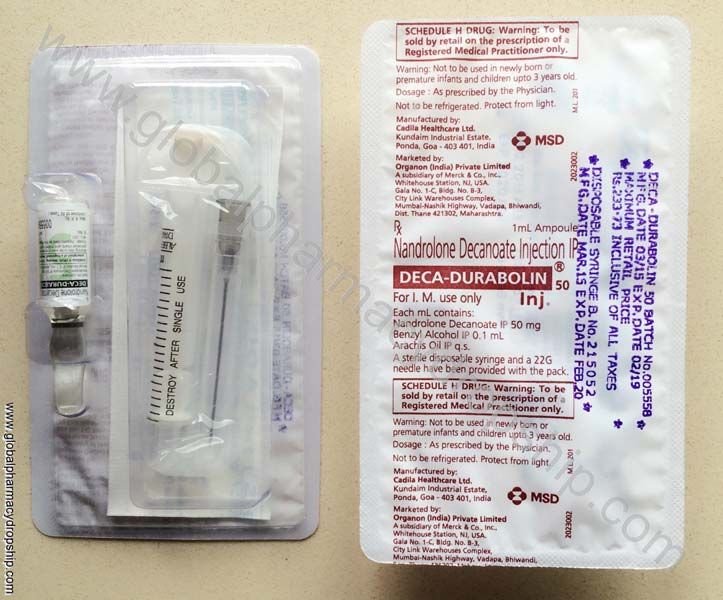 SCHEDULE H DRUG: Warning: To be
sold by retail on the prescription of a
Registered Medical Practitioner only.
Warning: Not to be used in newly born or
premature infants and children upto 3 years old.
Dosage : As prescribed by the Physician.
Not to be refrigerated. Protect from light.
M.L. 201
Manufactured by:
Cadila Healthcare Ltd.
Kundaim Industrial Estate,
Ponda, Goa - 403 401, India
MSD
Marketed by:
Organon (India) Private Limited
A subsidiary of Merck & Co., Inc.,
Whitehouse Station, NJ, USA.
Gala No. 1-C, Bldg. No. B-3,
City Link Warehouses Complex,
Mumbai-Nashik Highway, Vadapa, Bhiwandi,
Dist. Thane 421302, Maharashtra.
20223002
℞ 1mL Ampoule
Nandrolone Decanoate Injection IP
DECA-DURABOLIN® 50
For I. M. use only Inj.
Each mL contains:
Nandrolone Decanoate IP 50 mg
Benzyl Alcohol IP 0.1 mL
Arachis Oil IP q.s.
A sterile disposable syringe and a 22G
needle have been provided with the pack.
SCHEDULE H DRUG: Warning: To be
sold by retail on the prescription of a
Registered Medical Practitioner only.
Warning: Not to be used in newly born or
premature infants and children upto 3 years old.
Dosage : As prescribed by the Physician.
Not to be refrigerated. Protect from light.
M.L. 201
Manufactured by:
Cadila Healthcare Ltd.
Kundaim Industrial Estate,
Ponda, Goa - 403 401, India
MSD
Marketed by:
Organon (India) Private Limited
A subsidiary of Merck & Co., Inc.,
Whitehouse Station, NJ, USA.
Gala No. 1-C, Bldg. No. B-3,
City Link Warehouses Complex,
Mumbai-Nashik Highway, Vadapa, Bhiwandi,
20223002
* DECA-DURABOLIN 50 BATCH No.005558 *
MFG.DATE 03/15 EXP.DATE 02/19
* MAXIMUM RETAIL PRICE
Rs.233-73 INCLUSIVE OF ALL TAXES *
* DISPOSABLE SYRINGE B.No.215052 *
MFG.DATE MAR.15 EXP.DATE FEB.20
DESTROY AFTER SINGLE USE
Nandrolone Decanoate
DECA-DURABOLIN
www.globalpharmacydropship.com
www.globalpharmacydropship.com